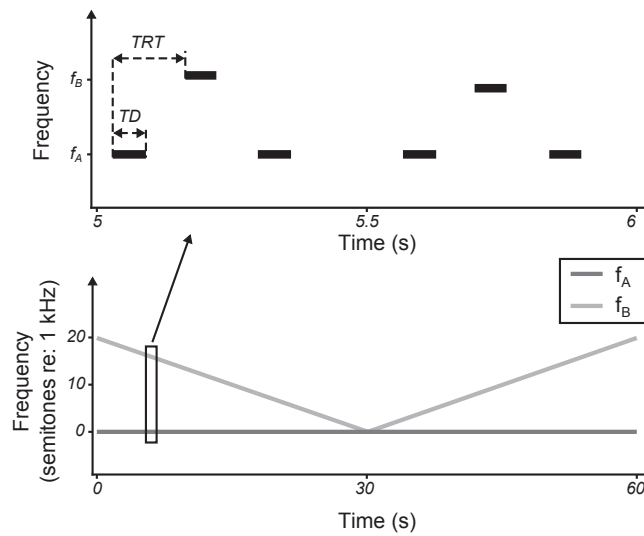 TRT
f_B
TD
f_A
Frequency
5
5.5
6
Time (s)
f_A
f_B
20
10
0
Frequency
(semitones re: 1 kHz)
0
30
60
Time (s)